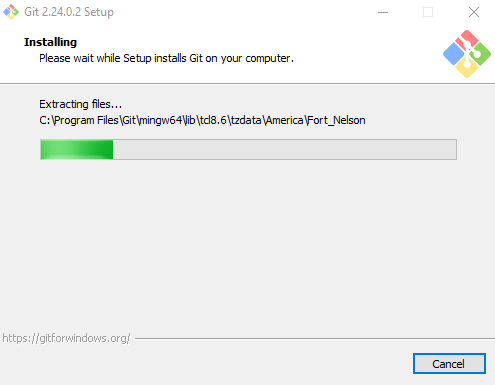 Git 2.24.0.2 Setup
Installing
Please wait while Setup installs Git on your computer.
Extracting files...
C:\Program Files\Git\mingw64\lib\tcl8.6\tzdata\America\Fort_Nelson
https://gitforwindows.org/
Cancel